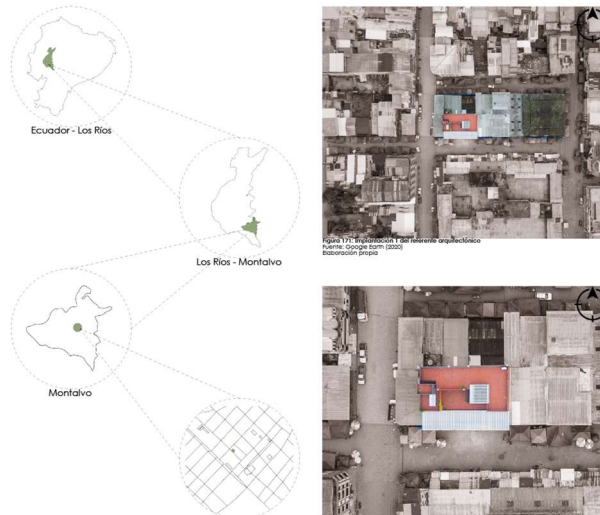 Ecuador - Los Ríos
Los Ríos - Montalvo
Montalvo
Figura 171: Implantación 1 del referente arquitectónico
Fuente: Google Earth (2020)
Elaboración propia